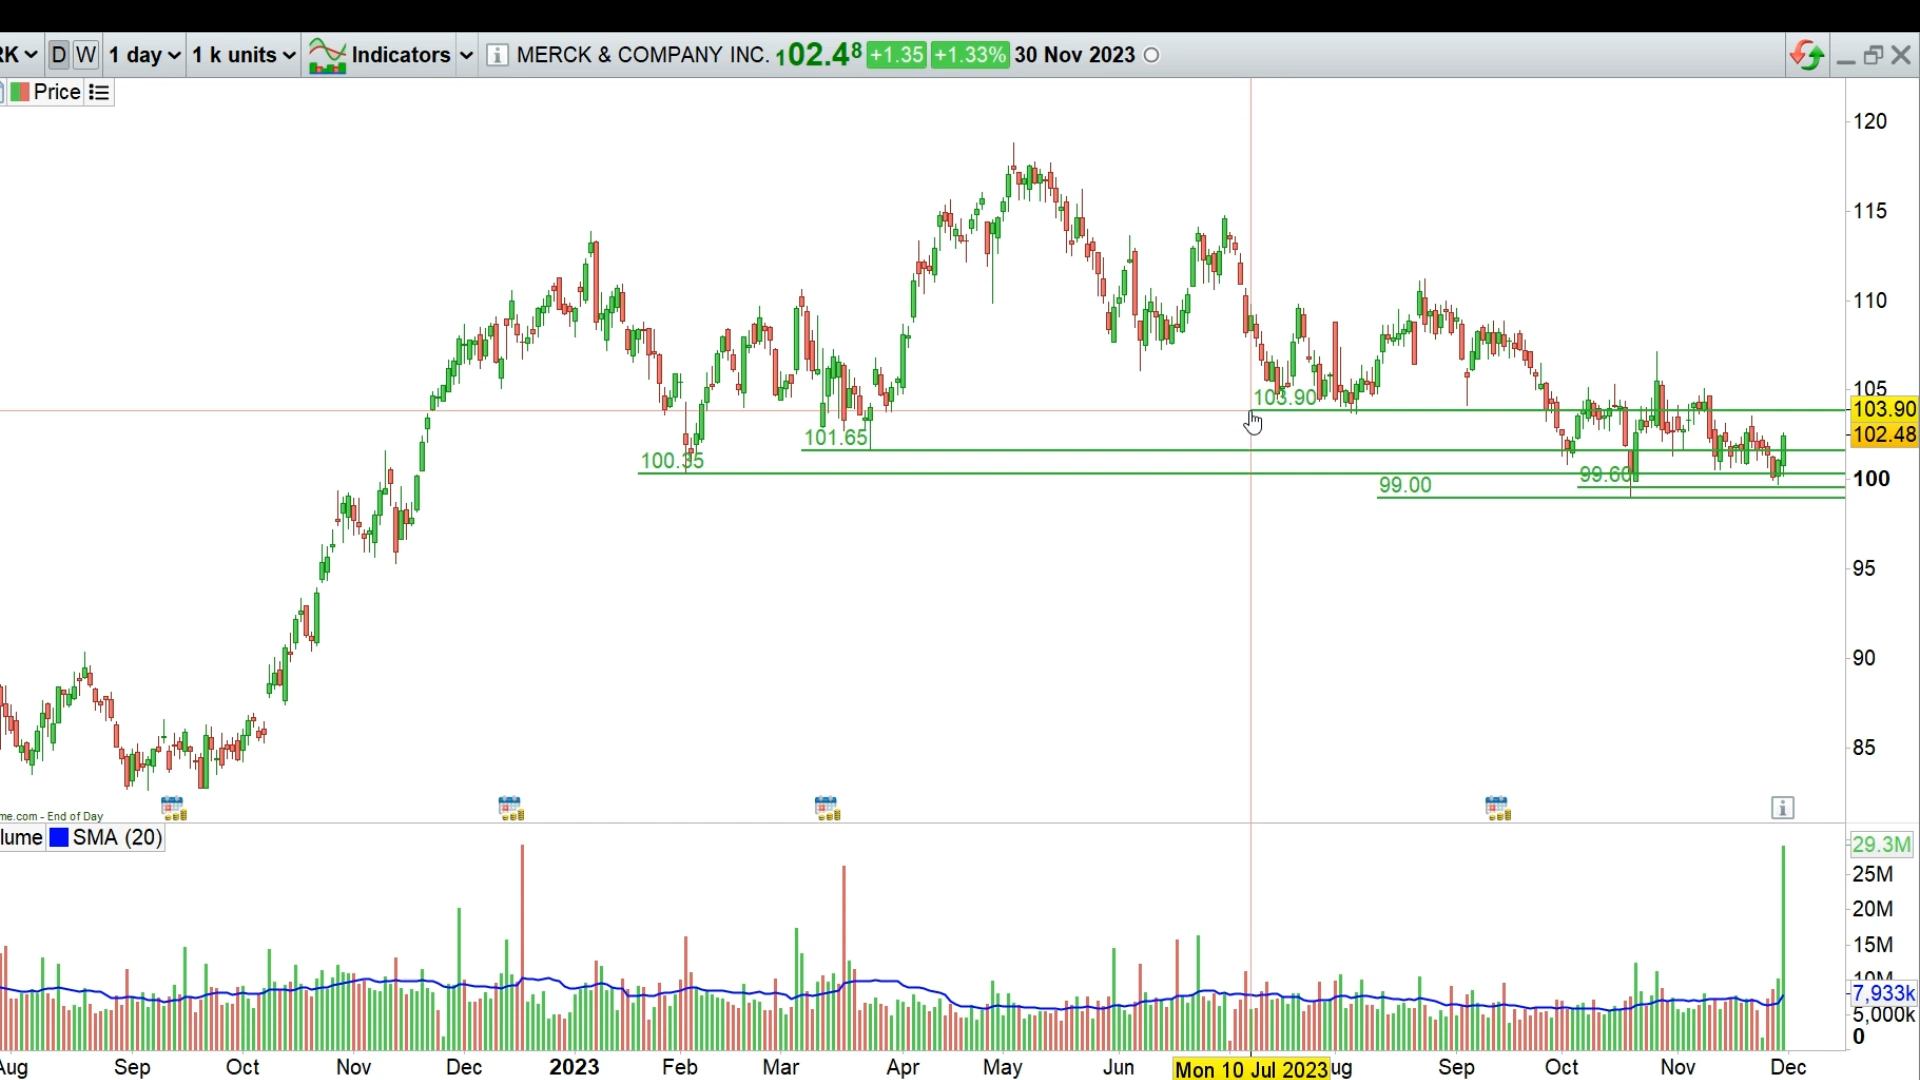 RK D W 1 day 1 k units Indicators i MERCK & COMPANY INC. 102.48 +1.35 +1.33% 30 Nov 2023
Price
120
115
110
105
103.90
103.90
102.48
101.65
100.35
100
99.60
99.00
95
90
85
me.com - End of Day
lume SMA (20)
29.3M
25M
20M
15M
10M
7,933k
5,000k
0
Aug Sep Oct Nov Dec 2023 Feb Mar Apr May Jun Mon 10 Jul 2023 ug Sep Oct Nov Dec